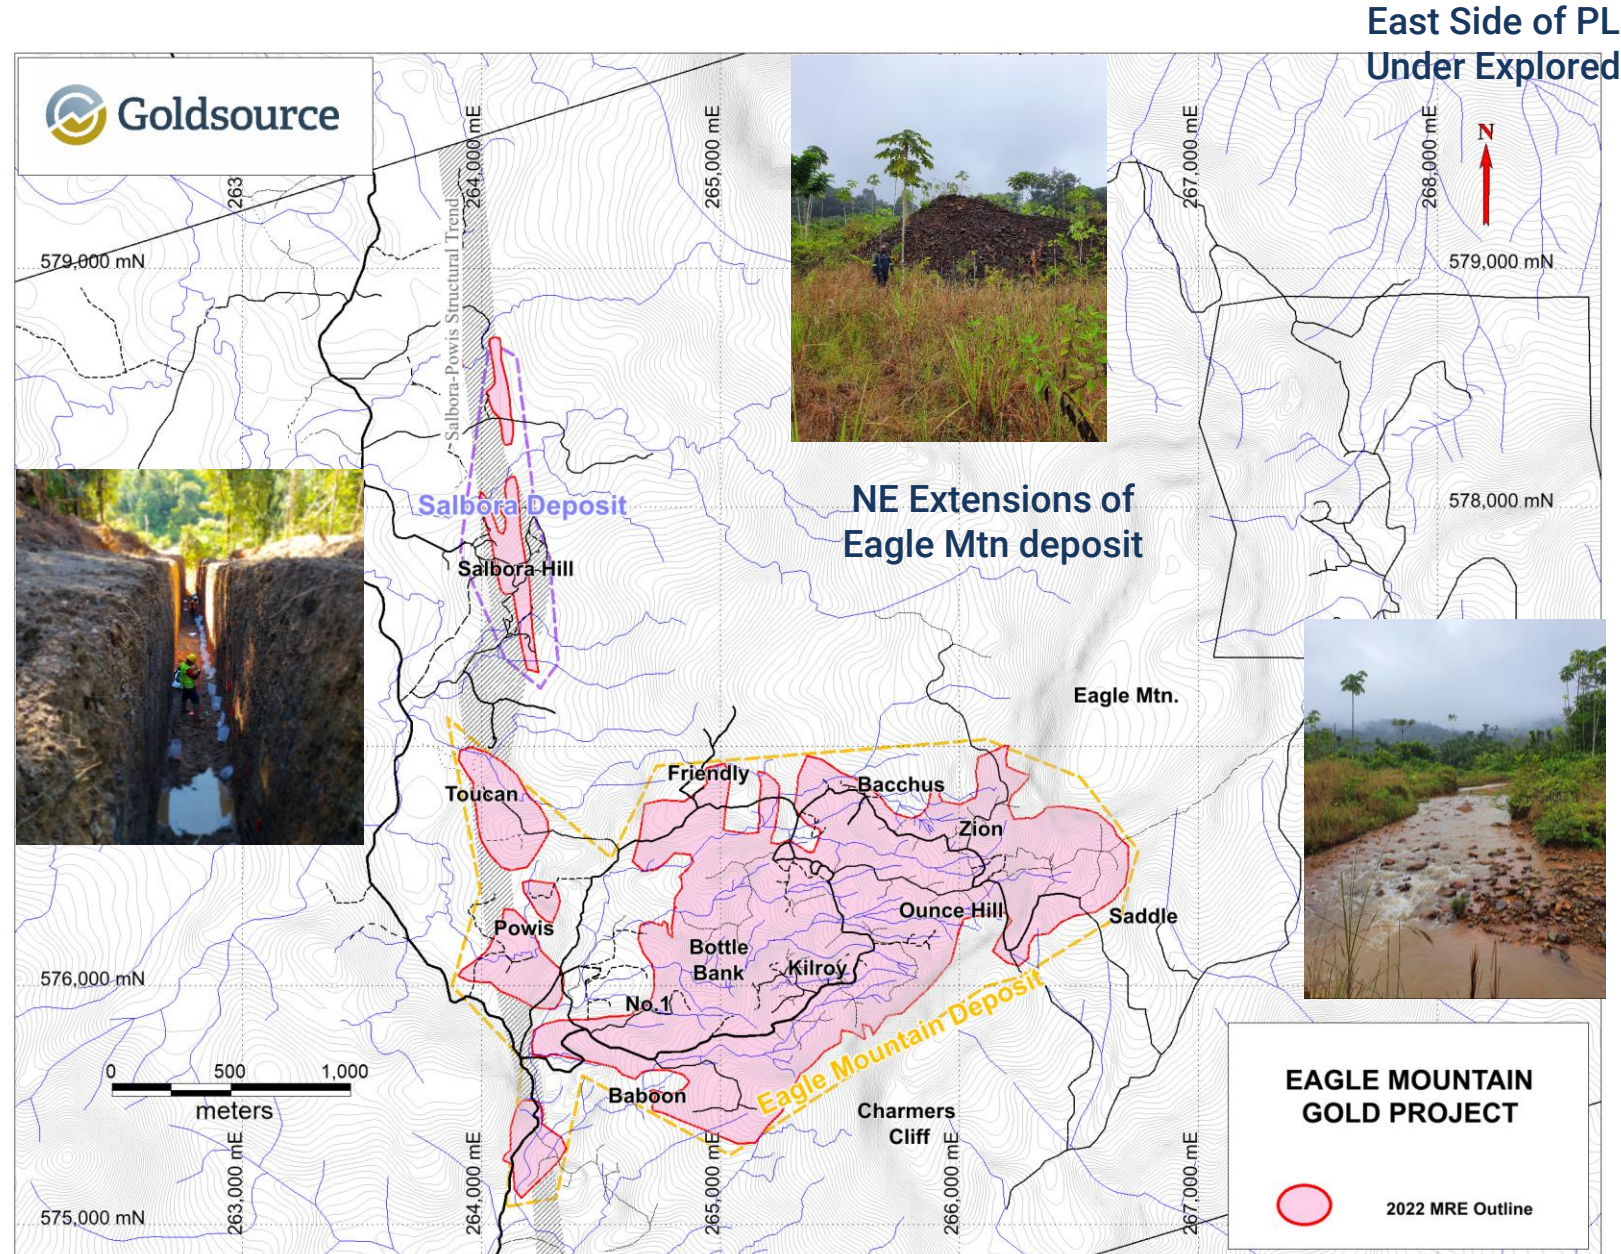 East Side of PL
Under Explored
Goldsource
263
264,000 mE
265,000 mE
267,000 mE
268,000 mE
N
579,000 mN
579,000 mN
Salbora-Powis Structural Trend
578,000 mN
NE Extensions of
Eagle Mtn deposit
Salbora Deposit
Salbora Hill
Eagle Mtn.
Toucan
Friendly
Bacchus
Zion
Ounce Hill
Saddle
Powis
Bottle
Bank
Kilroy
No.1
576,000 mN
Eagle Mountain Deposit
Baboon
Charmers
Cliff
0 500 1,000
meters
EAGLE MOUNTAIN
GOLD PROJECT
2022 MRE Outline
575,000 mN
263,000 mE
264,000 mE
265,000 mE
266,000 mE
267,000 mE